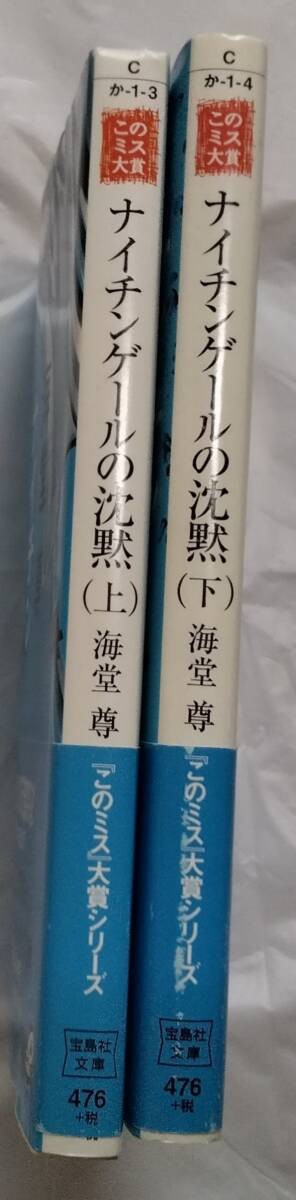 C
か-1-3
この
ミス
大賞
ナイチンゲールの沈黙(上)
海堂 尊
『このミス』大賞シリーズ
宝島社
文庫
476
+税
C
か-1-4
この
ミス
大賞
ナイチンゲールの沈黙(下)
海堂 尊
『このミス』大賞シリーズ
宝島社
文庫
476
+税